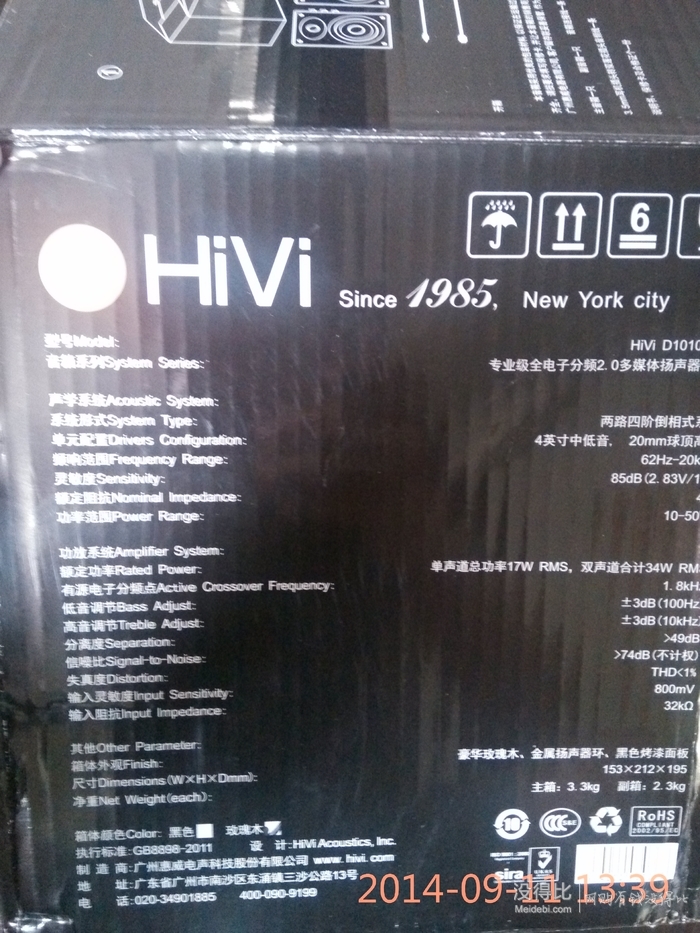 6
HiVi Since 1985, New York city
型号Model: HiVi D1010
音箱系列System Series: 专业级全电子分频2.0多媒体扬声器
声学系统Acoustic System:
系统形式System Type: 两路四阶倒相式
单元配置Drivers Configuration: 4英寸中低音, 20mm球顶
频响范围Frequency Range: 62Hz-20k
灵敏度Sensitivity: 85dB(2.83V/1
额定阻抗Nominal Impedance:
功率范围Power Range: 10-50
功放系统Amplifier System:
额定功率Rated Power: 单声道总功率17W RMS, 双声道合计34W RM
有源电子分频点Active Crossover Frequency: 1.8kH
低音调节Bass Adjust: ±3dB(100Hz
高音调节Treble Adjust: ±3dB(10kHz
分离度Separation: >49dB
信噪比Signal-to-Noise: >74dB(不计权)
失真度Distortion: THD<1%
输入灵敏度Input Sensitivity: 800mV
输入阻抗Input Impedance: 32kΩ
其他Other Parameter:
箱体外观Finish: 豪华玫瑰木、金属扬声器环、黑色烤漆面板
尺寸Dimensions(W×H×Dmm): 153×212×195
净重Net Weight(each): 主箱: 3.3kg 副箱: 2.3kg
箱体颜色Color: 黑色 玫瑰木
10 CCC S&E RoHS
COMPLIANT
2002/95/EC
执行标准:GB8898-2011 设 计:HiVi Acoustics, Inc.
制 造 商:广州惠威电声科技股份有限公司 www.hivi.com
地 址:广东省广州市南沙区东涌镇三沙公路13号
电 话:020-34901885 400-090-9199
sira
2014-09-11 13:39
没得比
Meidebi.com